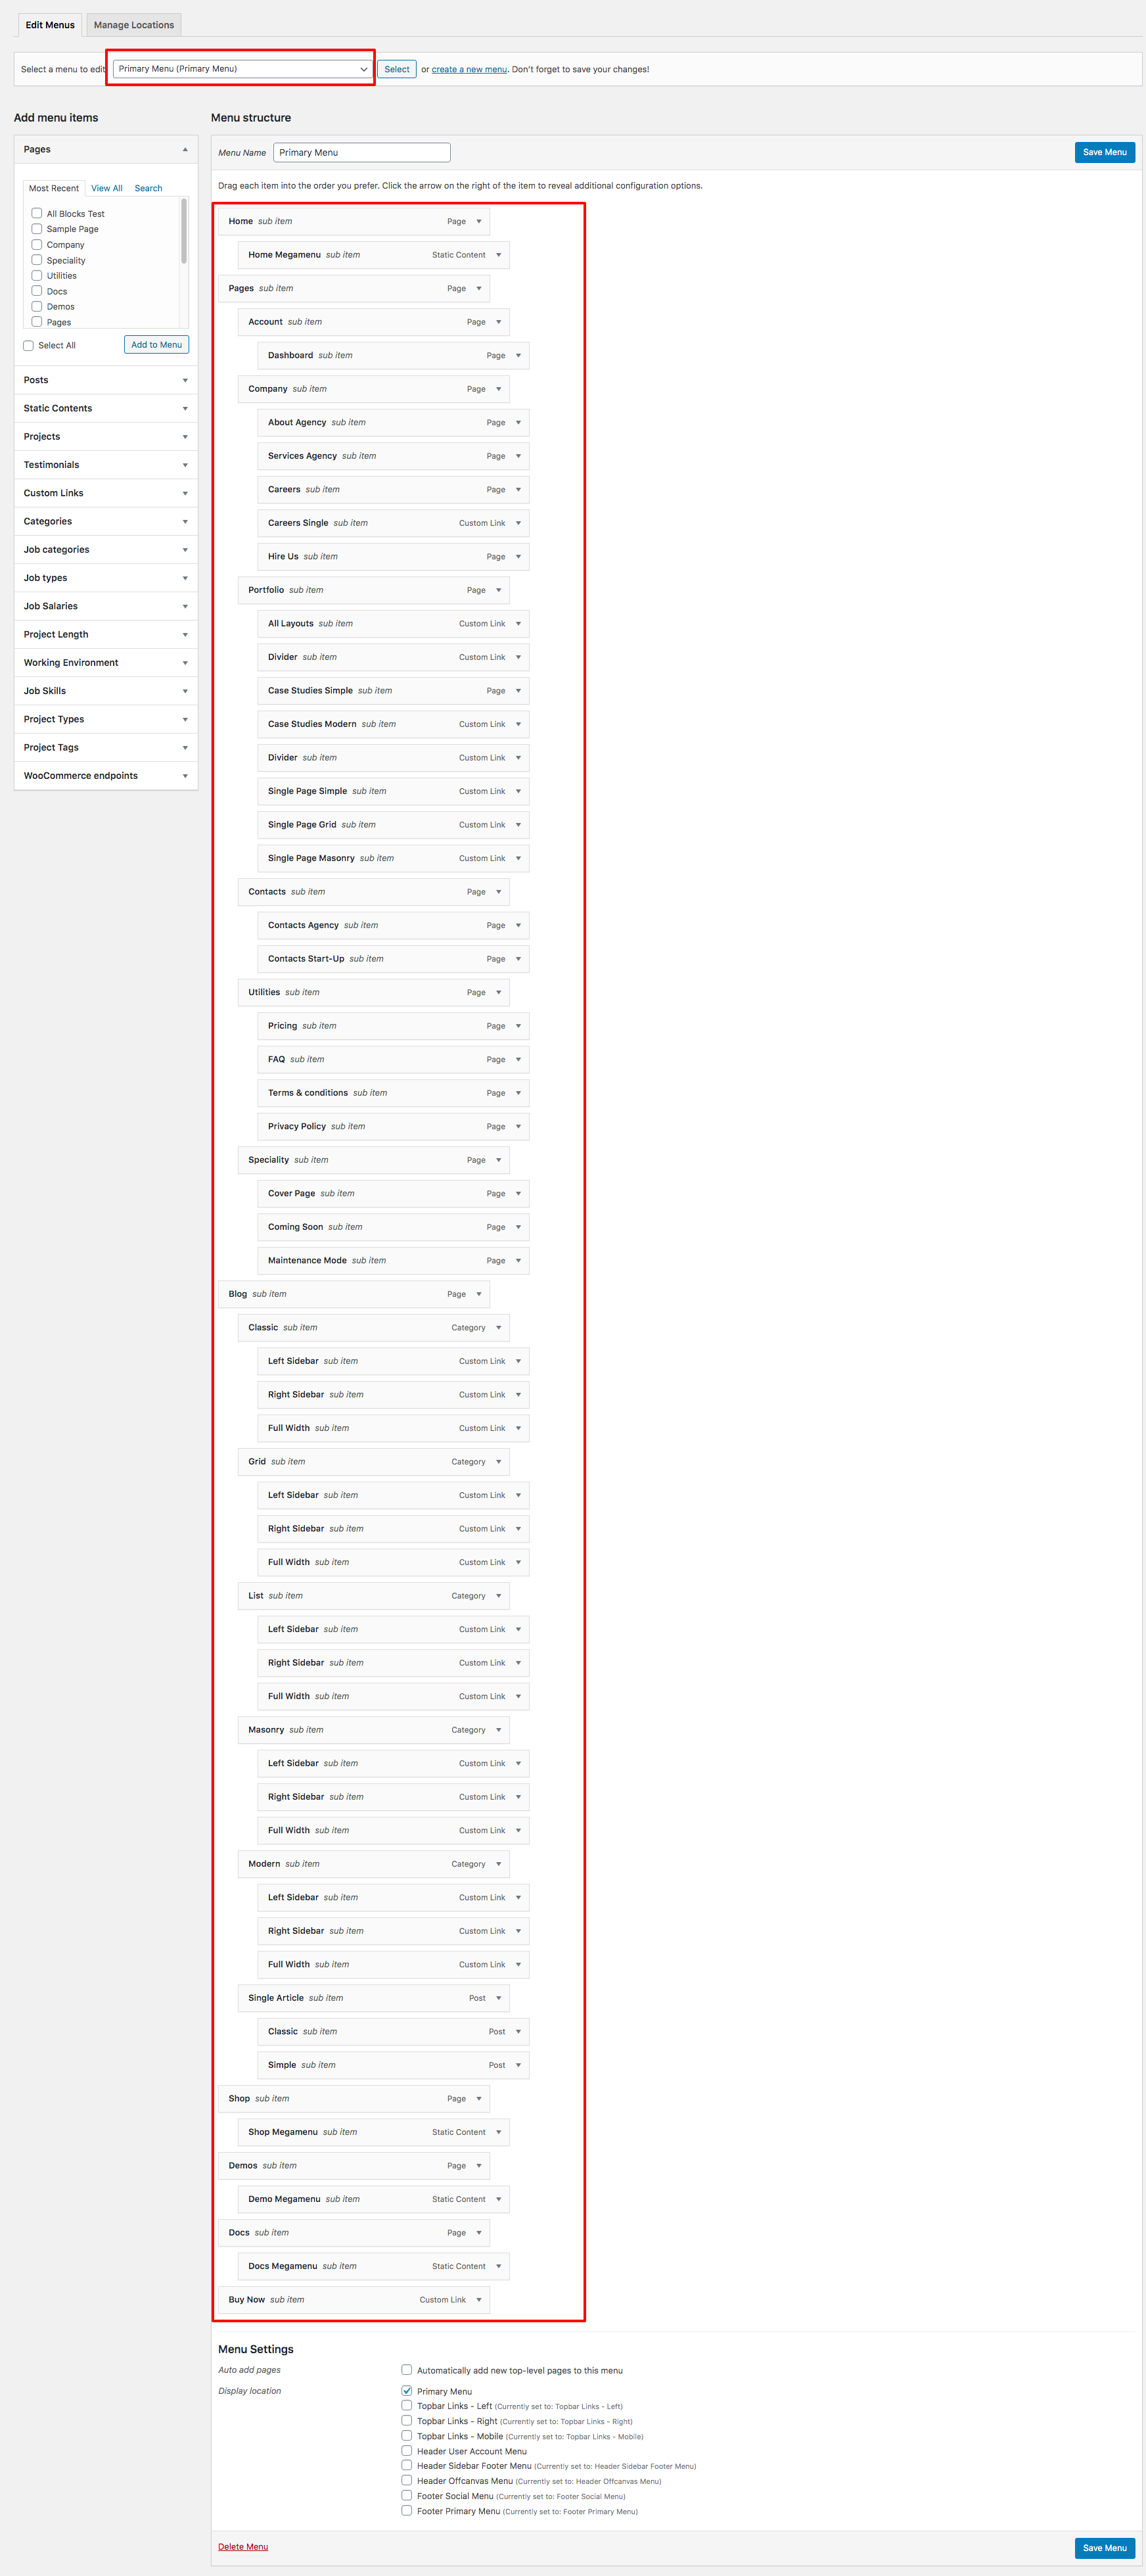 Edit Menus Manage Locations
Select a menu to edit Primary Menu (Primary Menu) Select or create a new menu. Don't forget to save your changes!
Add menu items
Pages
Most Recent View All Search
All Blocks Test
Sample Page
Company
Speciality
Utilities
Docs
Demos
Pages
Select All Add to Menu
Posts
Static Contents
Projects
Testimonials
Custom Links
Categories
Job categories
Job types
Job Salaries
Project Length
Working Environment
Job Skills
Project Types
Project Tags
WooCommerce endpoints
Menu structure
Menu Name Primary Menu Save Menu
Drag each item into the order you prefer. Click the arrow on the right of the item to reveal additional configuration options.
Home sub item Page
Home Megamenu sub item Static Content
Pages sub item Page
Account sub item Page
Dashboard sub item Page
Company sub item Page
About Agency sub item Page
Services Agency sub item Page
Careers sub item Page
Careers Single sub item Custom Link
Hire Us sub item Page
Portfolio sub item Page
All Layouts sub item Custom Link
Divider sub item Custom Link
Case Studies Simple sub item Page
Case Studies Modern sub item Custom Link
Divider sub item Custom Link
Single Page Simple sub item Custom Link
Single Page Grid sub item Custom Link
Single Page Masonry sub item Custom Link
Contacts sub item Page
Contacts Agency sub item Page
Contacts Start-Up sub item Page
Utilities sub item Page
Pricing sub item Page
FAQ sub item Page
Terms & conditions sub item Page
Privacy Policy sub item Page
Speciality sub item Page
Cover Page sub item Page
Coming Soon sub item Page
Maintenance Mode sub item Page
Blog sub item Page
Classic sub item Category
Left Sidebar sub item Custom Link
Right Sidebar sub item Custom Link
Full Width sub item Custom Link
Grid sub item Category
Left Sidebar sub item Custom Link
Right Sidebar sub item Custom Link
Full Width sub item Custom Link
List sub item Category
Left Sidebar sub item Custom Link
Right Sidebar sub item Custom Link
Full Width sub item Custom Link
Masonry sub item Category
Left Sidebar sub item Custom Link
Right Sidebar sub item Custom Link
Full Width sub item Custom Link
Modern sub item Category
Left Sidebar sub item Custom Link
Right Sidebar sub item Custom Link
Full Width sub item Custom Link
Single Article sub item Post
Classic sub item Post
Simple sub item Post
Shop sub item Page
Shop Megamenu sub item Static Content
Demos sub item Page
Demo Megamenu sub item Static Content
Docs sub item Page
Docs Megamenu sub item Static Content
Buy Now sub item Custom Link
Menu Settings
Auto add pages Automatically add new top-level pages to this menu
Display location Primary Menu
Topbar Links - Left (Currently set to: Topbar Links - Left)
Topbar Links - Right (Currently set to: Topbar Links - Right)
Topbar Links - Mobile (Currently set to: Topbar Links - Mobile)
Header User Account Menu
Header Sidebar Footer Menu (Currently set to: Header Sidebar Footer Menu)
Header Offcanvas Menu (Currently set to: Header Offcanvas Menu)
Footer Social Menu (Currently set to: Footer Social Menu)
Footer Primary Menu (Currently set to: Footer Primary Menu)
Delete Menu Save Menu